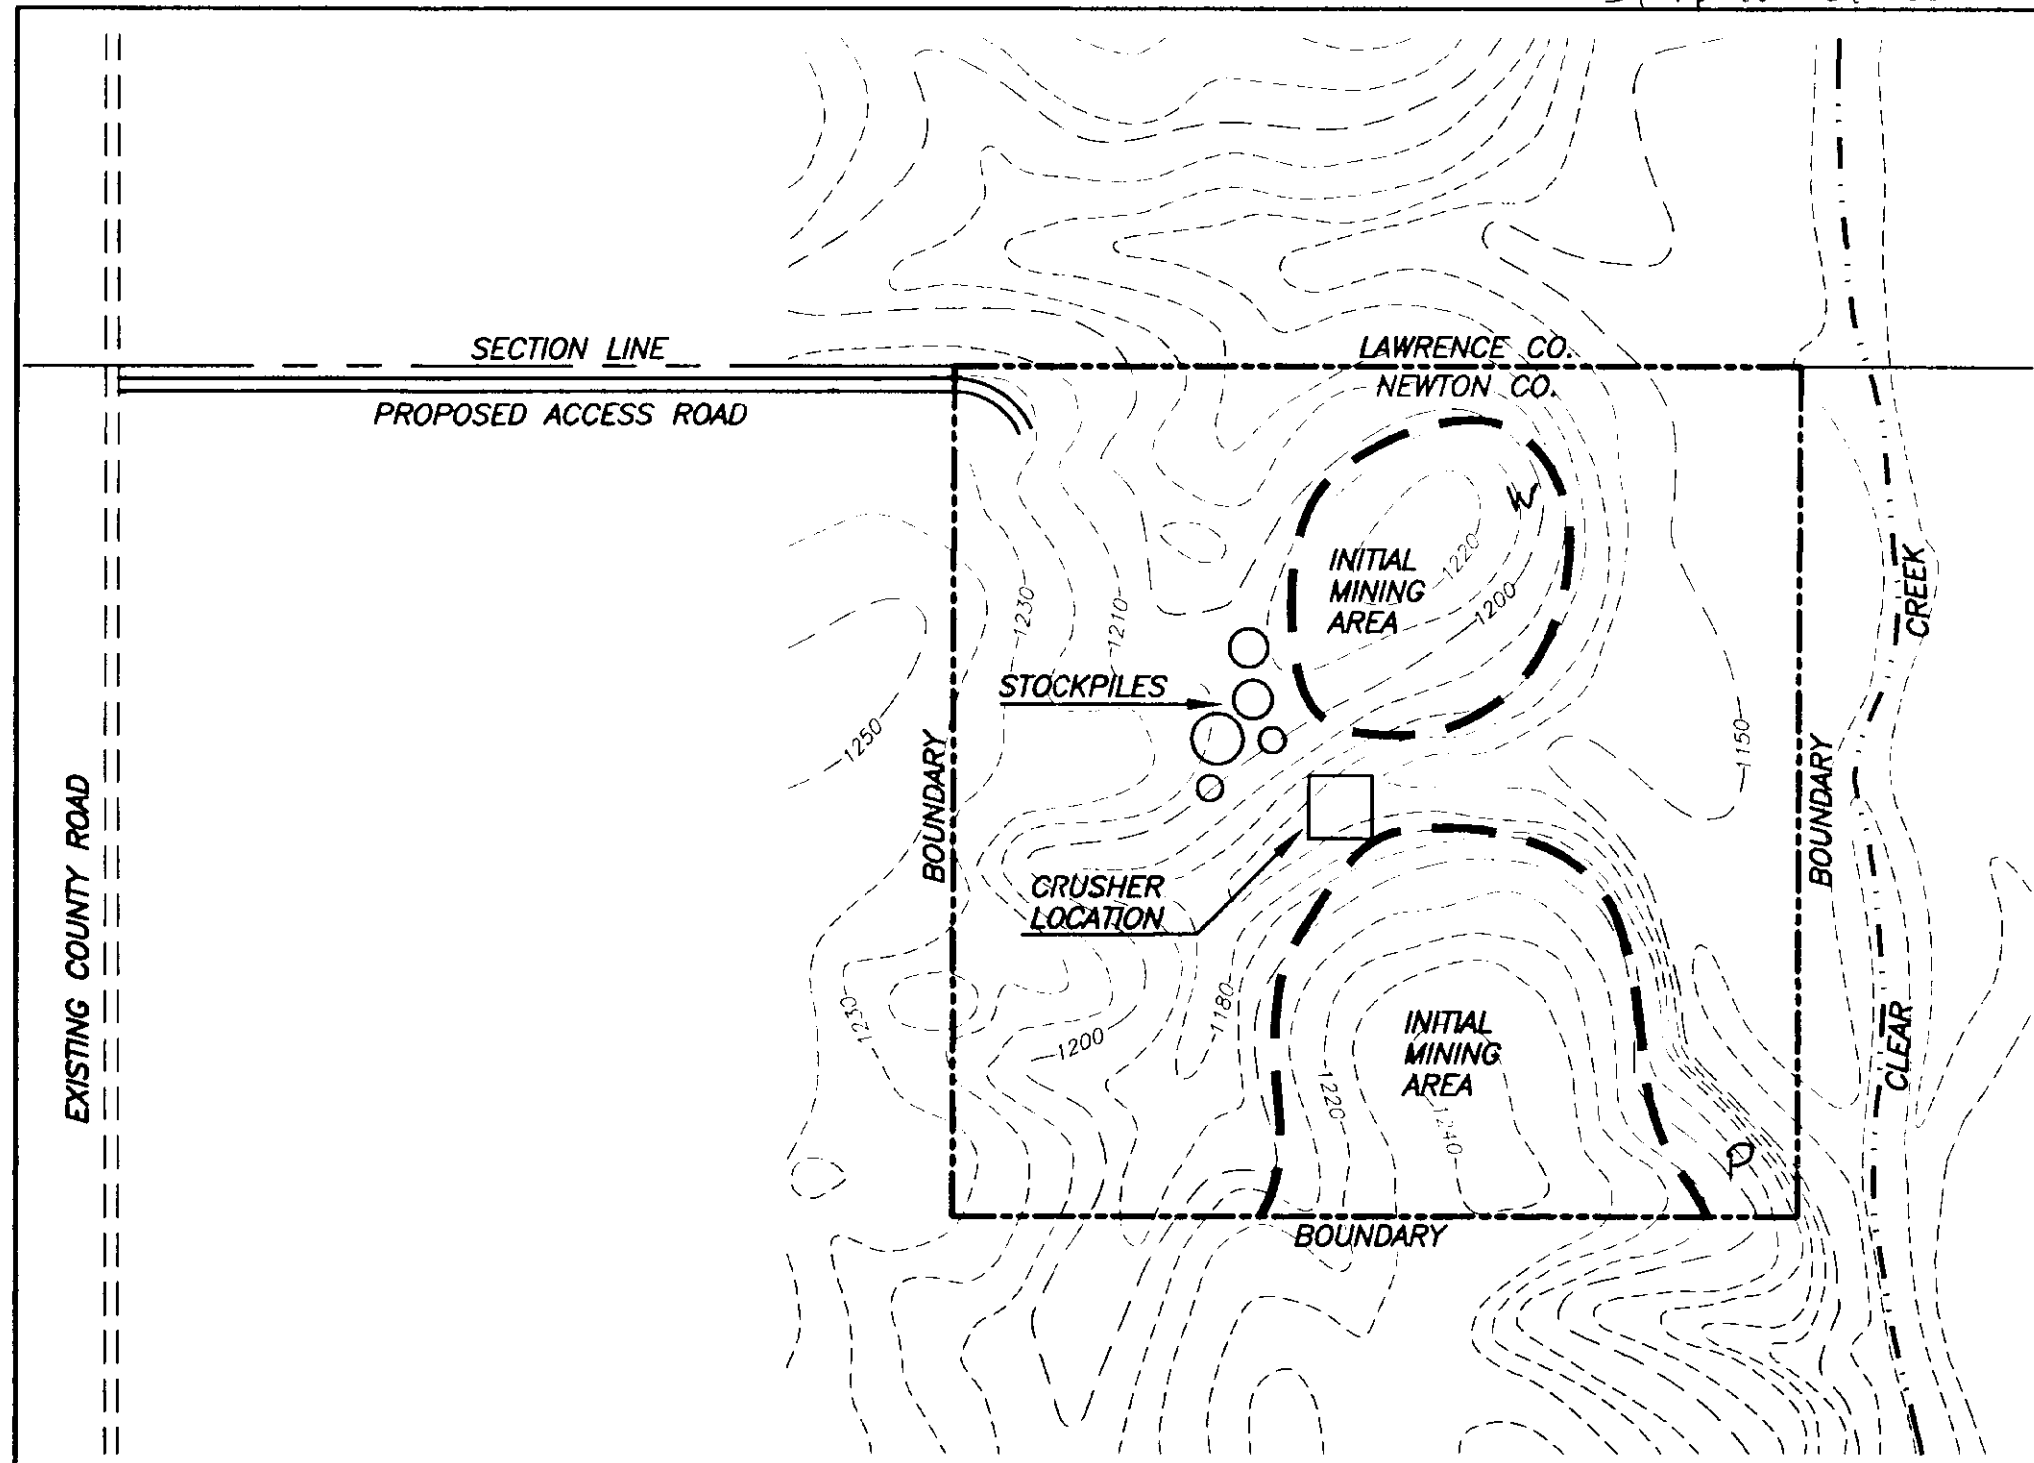 SECTION LINE
LAWRENCE CO.
NEWTON CO.
PROPOSED ACCESS ROAD
INITIAL
MINING
AREA
1220
1200
1230
1210
CREEK
STOCKPILES
1250
1150
BOUNDARY
BOUNDARY
EXISTING COUNTY ROAD
CRUSHER
LOCATION
1230
1180
1200
INITIAL
MINING
AREA
1220
1240
CLEAR
P
BOUNDARY